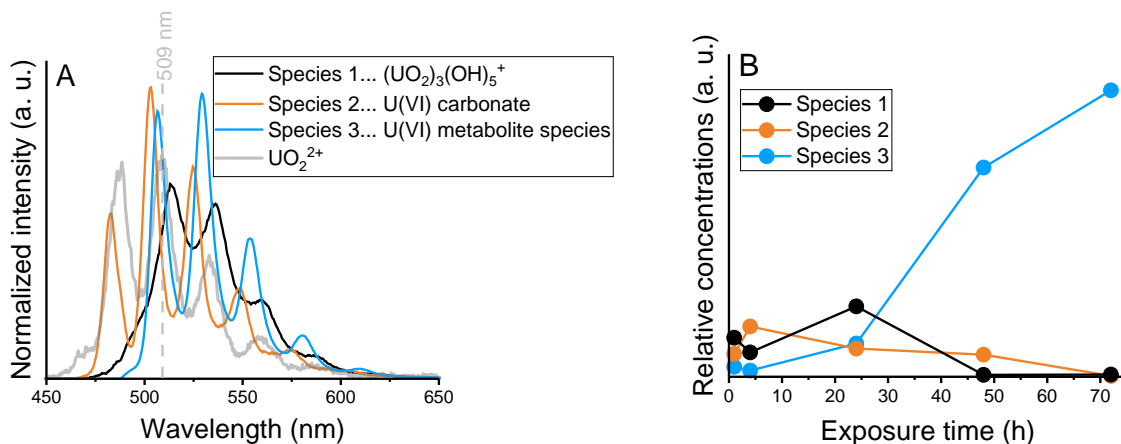 A
509 nm
Species 1... (UO₂)₃(OH)₅⁺
Species 2... U(VI) carbonate
Species 3... U(VI) metabolite species
UO₂²⁺
Normalized intensity (a. u.)
450 500 550 600 650
Wavelength (nm)
B
Species 1
Species 2
Species 3
Relative concentrations (a. u.)
0 10 20 30 40 50 60 70
Exposure time (h)